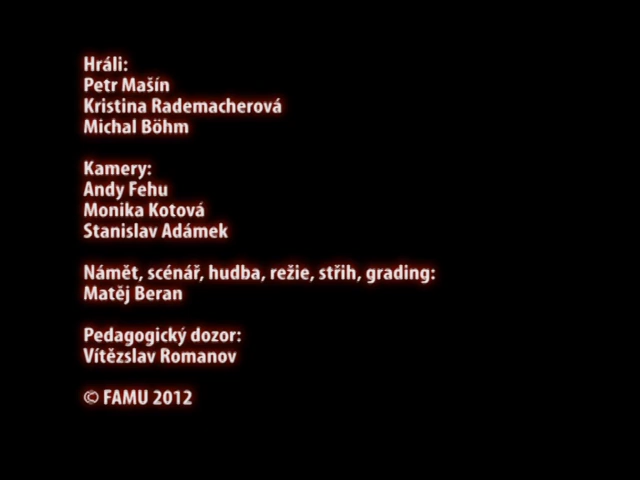 Hráli:
Petr Mašín
Kristina Rademacherová
Michal Böhm
Kamery:
Andy Fehu
Monika Kotová
Stanislav Adámek
Námět, scénář, hudba, režie, střih, grading:
Matěj Beran
Pedagogický dozor:
Vítězslav Romanov
© FAMU 2012